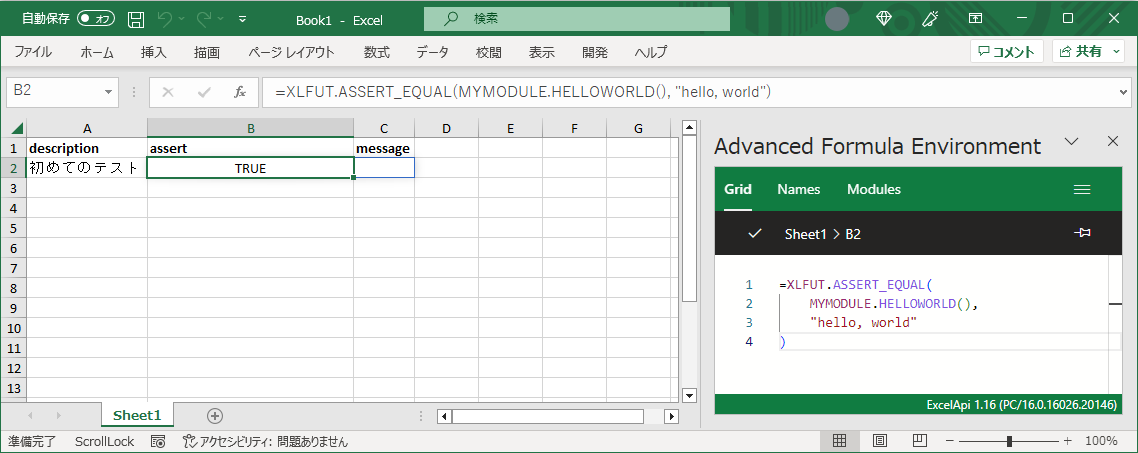 自動保存 オフ Book1 - Excel 検索
ファイル ホーム 挿入 描画 ページ レイアウト 数式 データ 校閲 表示 開発 ヘルプ コメント 共有
B2 fx =XLFUT.ASSERT_EQUAL(MYMODULE.HELLOWORLD(), "hello, world")
A B C D E F G
1 description assert message
2 初めてのテスト TRUE
3
4
5
6
7
8
9
10
11
12
13
Sheet1
準備完了 ScrollLock アクセシビリティ: 問題ありません 100%
Advanced Formula Environment
Grid Names Modules
Sheet1 > B2
1 =XLFUT.ASSERT_EQUAL(
2 MYMODULE.HELLOWORLD(),
3 "hello, world"
4 )
ExcelApi 1.16 (PC/16.0.16026.20146)